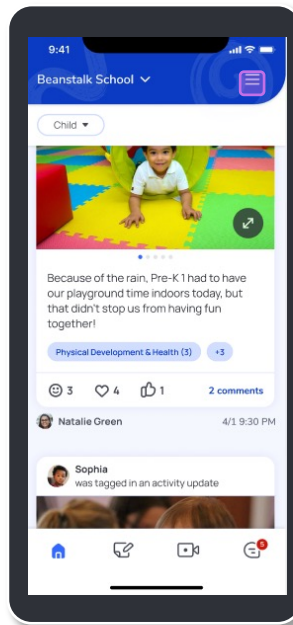 9:41
Beanstalk School
Child
Because of the rain, Pre-K 1 had to have
our playground time indoors today, but
that didn't stop us from having fun
together!
Physical Development & Health (3) +3
3 4 1 2 comments
Natalie Green 4/1 9:30 PM
Sophia
was tagged in an activity update
5